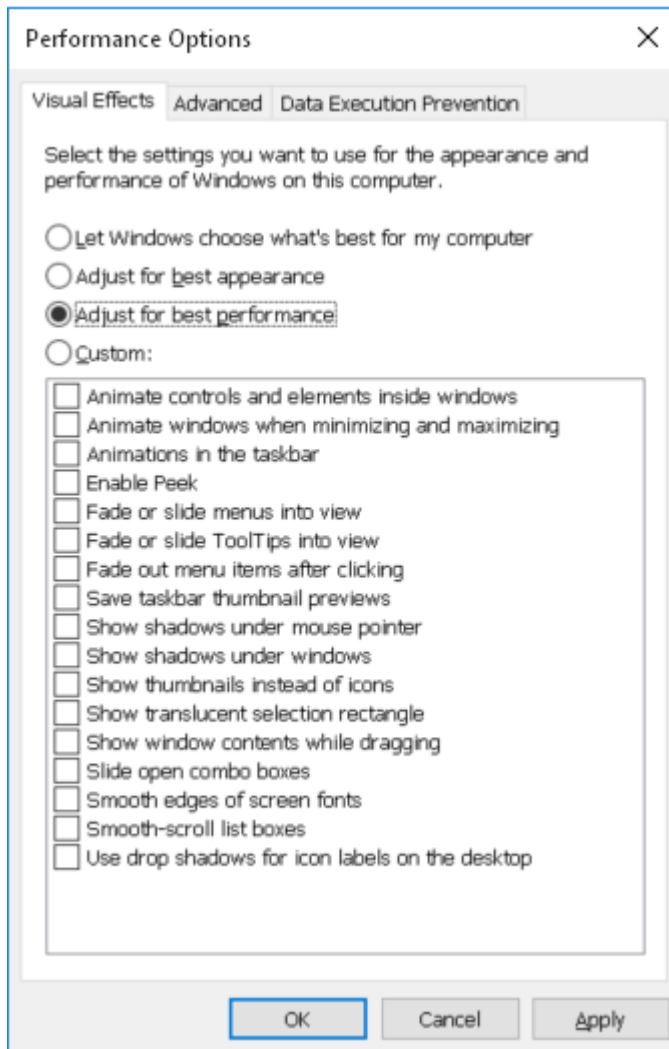 Performance Options
Visual Effects
Advanced
Data Execution Prevention
Select the settings you want to use for the appearance and
performance of Windows on this computer.
Let Windows choose what's best for my computer
Adjust for best appearance
Adjust for best performance
Custom:
Animate controls and elements inside windows
Animate windows when minimizing and maximizing
Animations in the taskbar
Enable Peek
Fade or slide menus into view
Fade or slide ToolTips into view
Fade out menu items after clicking
Save taskbar thumbnail previews
Show shadows under mouse pointer
Show shadows under windows
Show thumbnails instead of icons
Show translucent selection rectangle
Show window contents while dragging
Slide open combo boxes
Smooth edges of screen fonts
Smooth-scroll list boxes
Use drop shadows for icon labels on the desktop
OK
Cancel
Apply